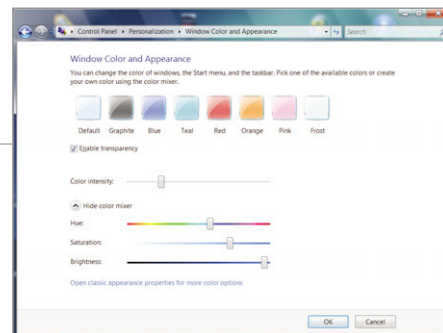 Control Panel ▸ Personalization ▸ Window Color and Appearance
Search
Window Color and Appearance
You can change the color of windows, the Start menu, and the taskbar. Pick one of the available colors or create
your own color using the color mixer.
Default Graphite Blue Teal Red Orange Pink Frost
Enable transparency
Color intensity:
Hide color mixer
Hue:
Saturation:
Brightness:
Open classic appearance properties for more color options
OK Cancel